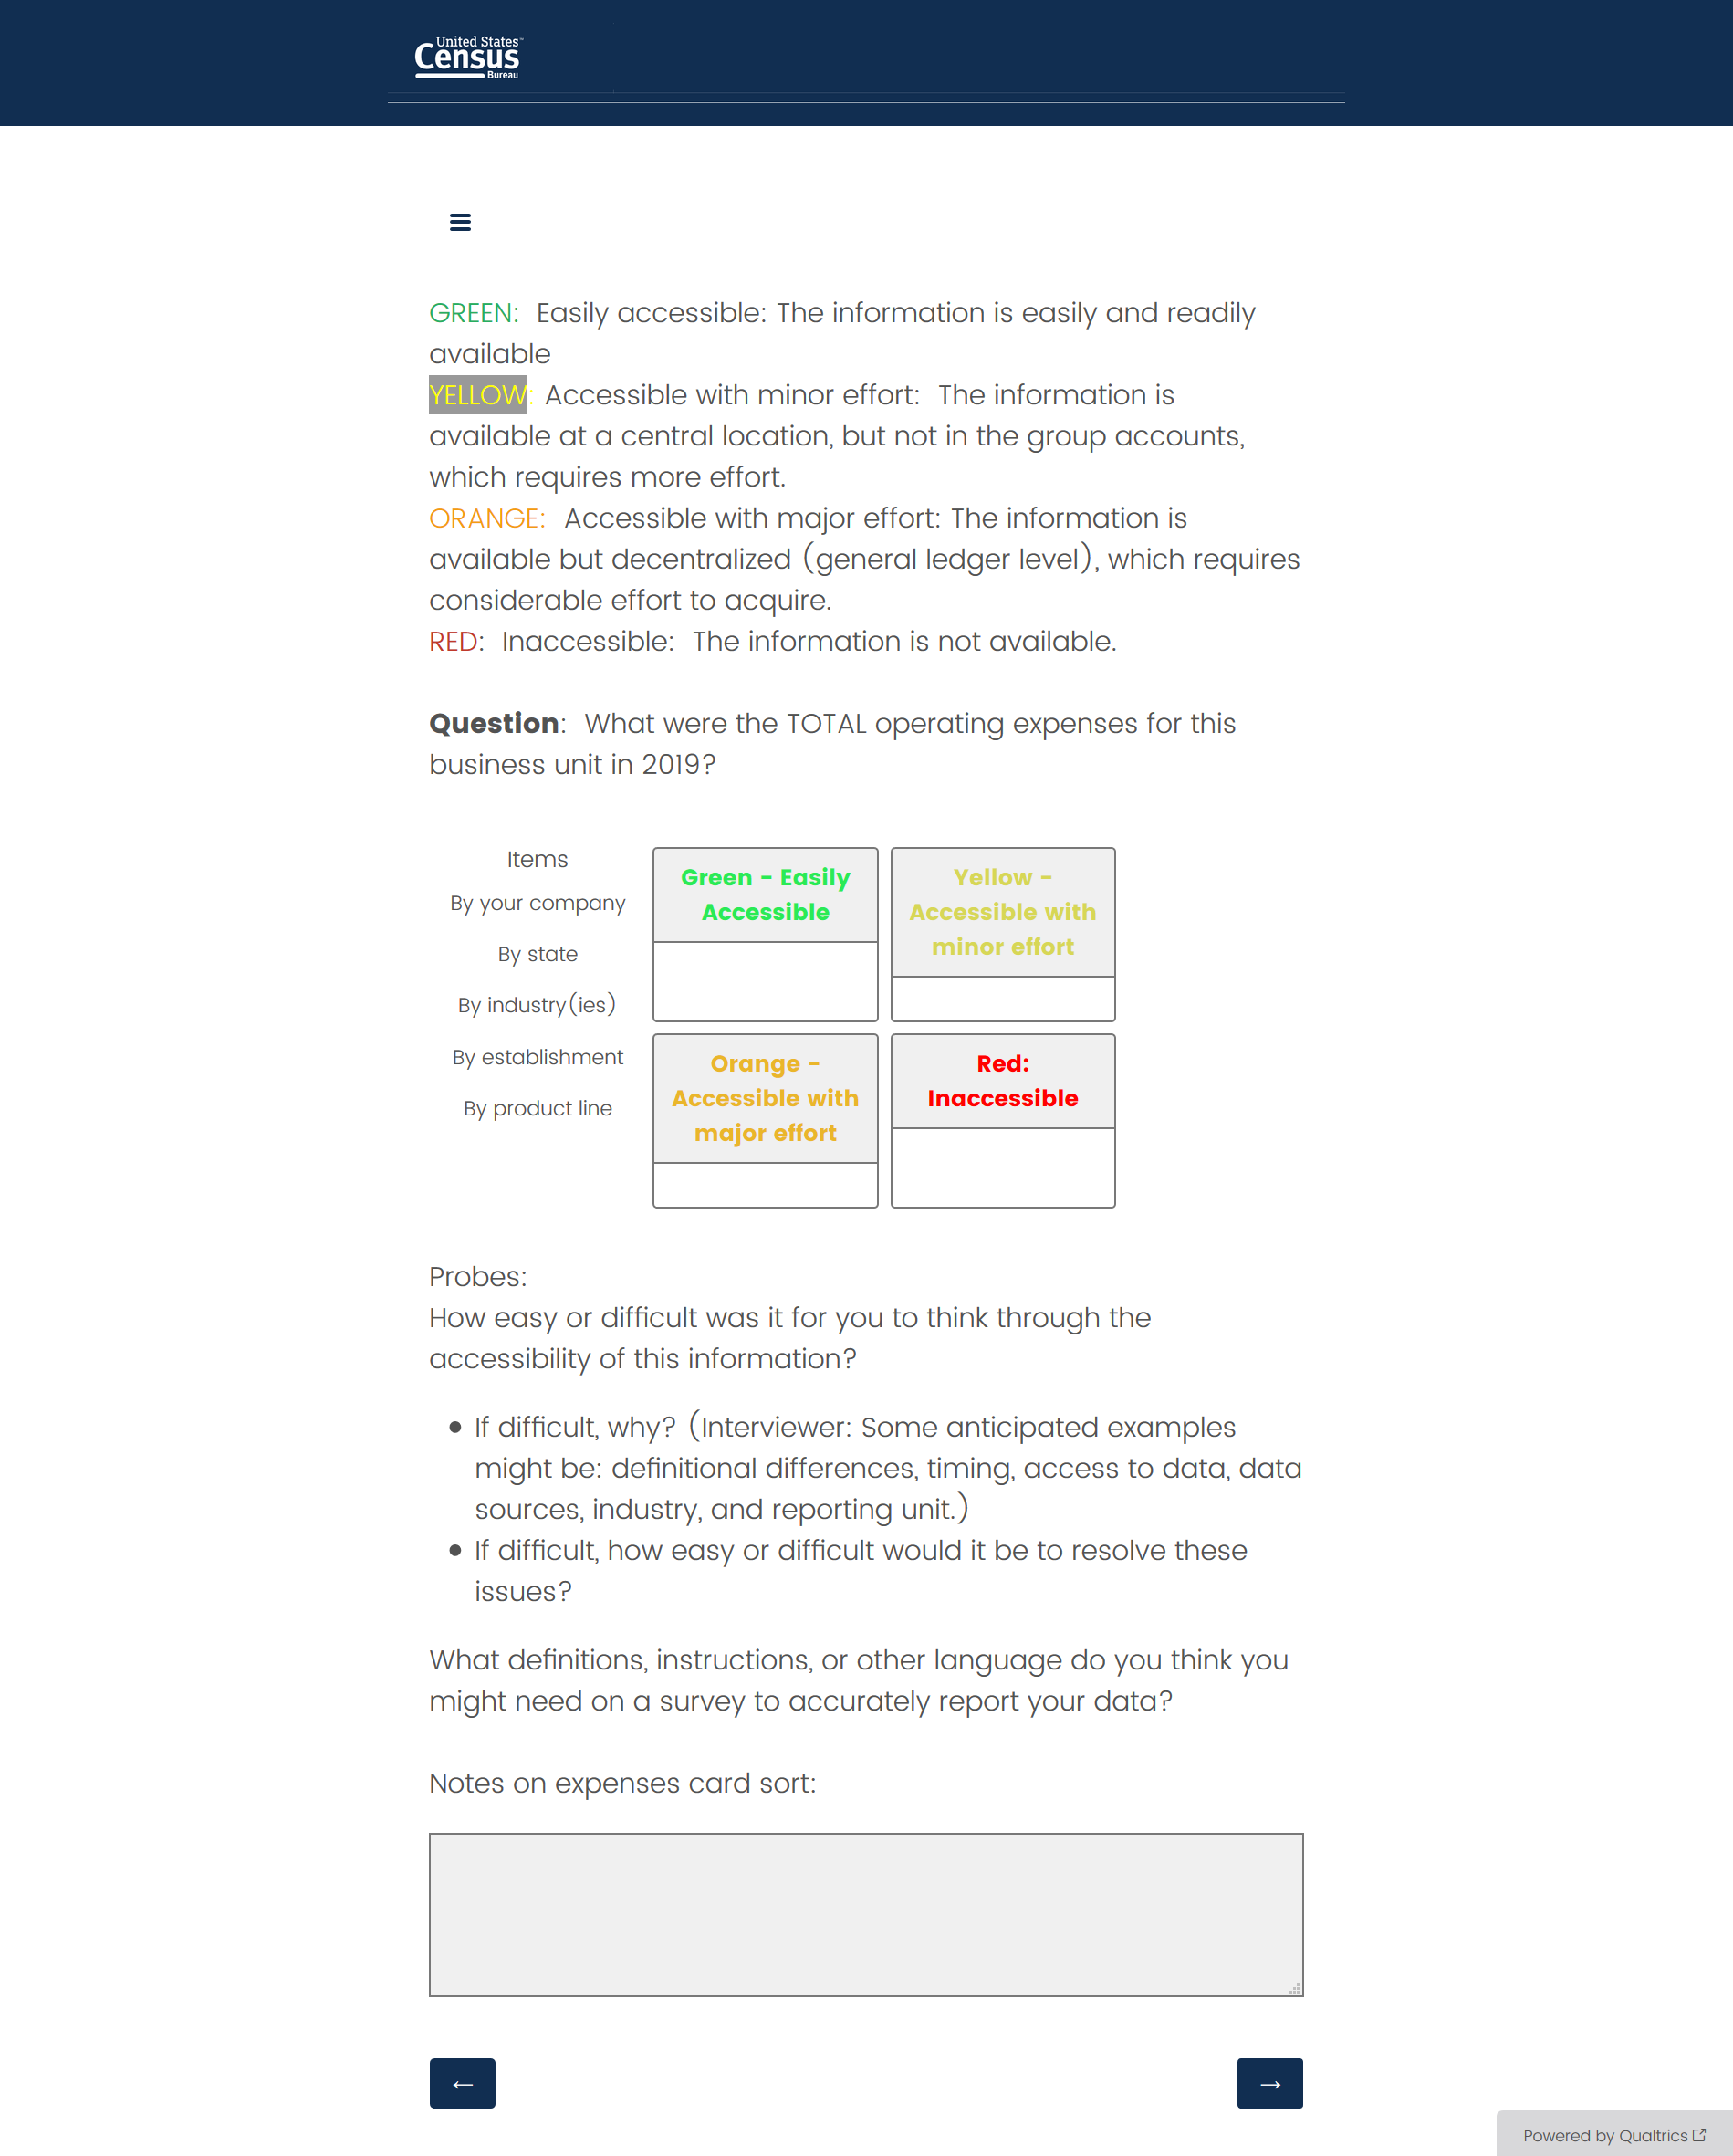 United States™
Census
Bureau
GREEN: Easily accessible: The information is easily and readily
available
YELLOW: Accessible with minor effort: The information is
available at a central location, but not in the group accounts,
which requires more effort.
ORANGE: Accessible with major effort: The information is
available but decentralized (general ledger level), which requires
considerable effort to acquire.
RED: Inaccessible: The information is not available.
Question: What were the TOTAL operating expenses for this
business unit in 2019?
Items
By your company
By state
By industry(ies)
By establishment
By product line
Green - Easily
Accessible
Yellow -
Accessible with
minor effort
Orange -
Accessible with
major effort
Red:
Inaccessible
Probes:
How easy or difficult was it for you to think through the
accessibility of this information?
• If difficult, why? (Interviewer: Some anticipated examples
might be: definitional differences, timing, access to data, data
sources, industry, and reporting unit.)
• If difficult, how easy or difficult would it be to resolve these
issues?
What definitions, instructions, or other language do you think you
might need on a survey to accurately report your data?
Notes on expenses card sort:
←
→
Powered by Qualtrics